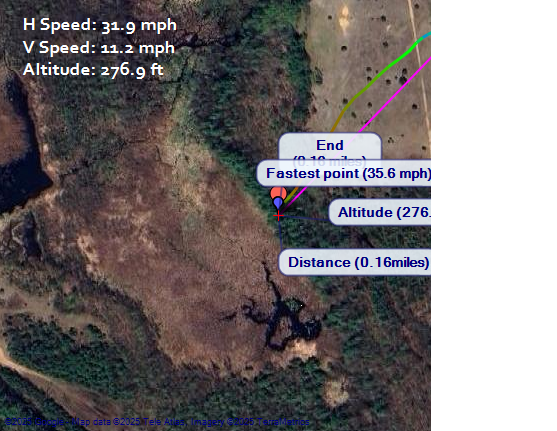 H Speed: 31.9 mph
V Speed: 11.2 mph
Altitude: 276.9 ft
End
(0.16 miles)
Fastest point (35.6 mph)
Altitude (276.
Distance (0.16miles)